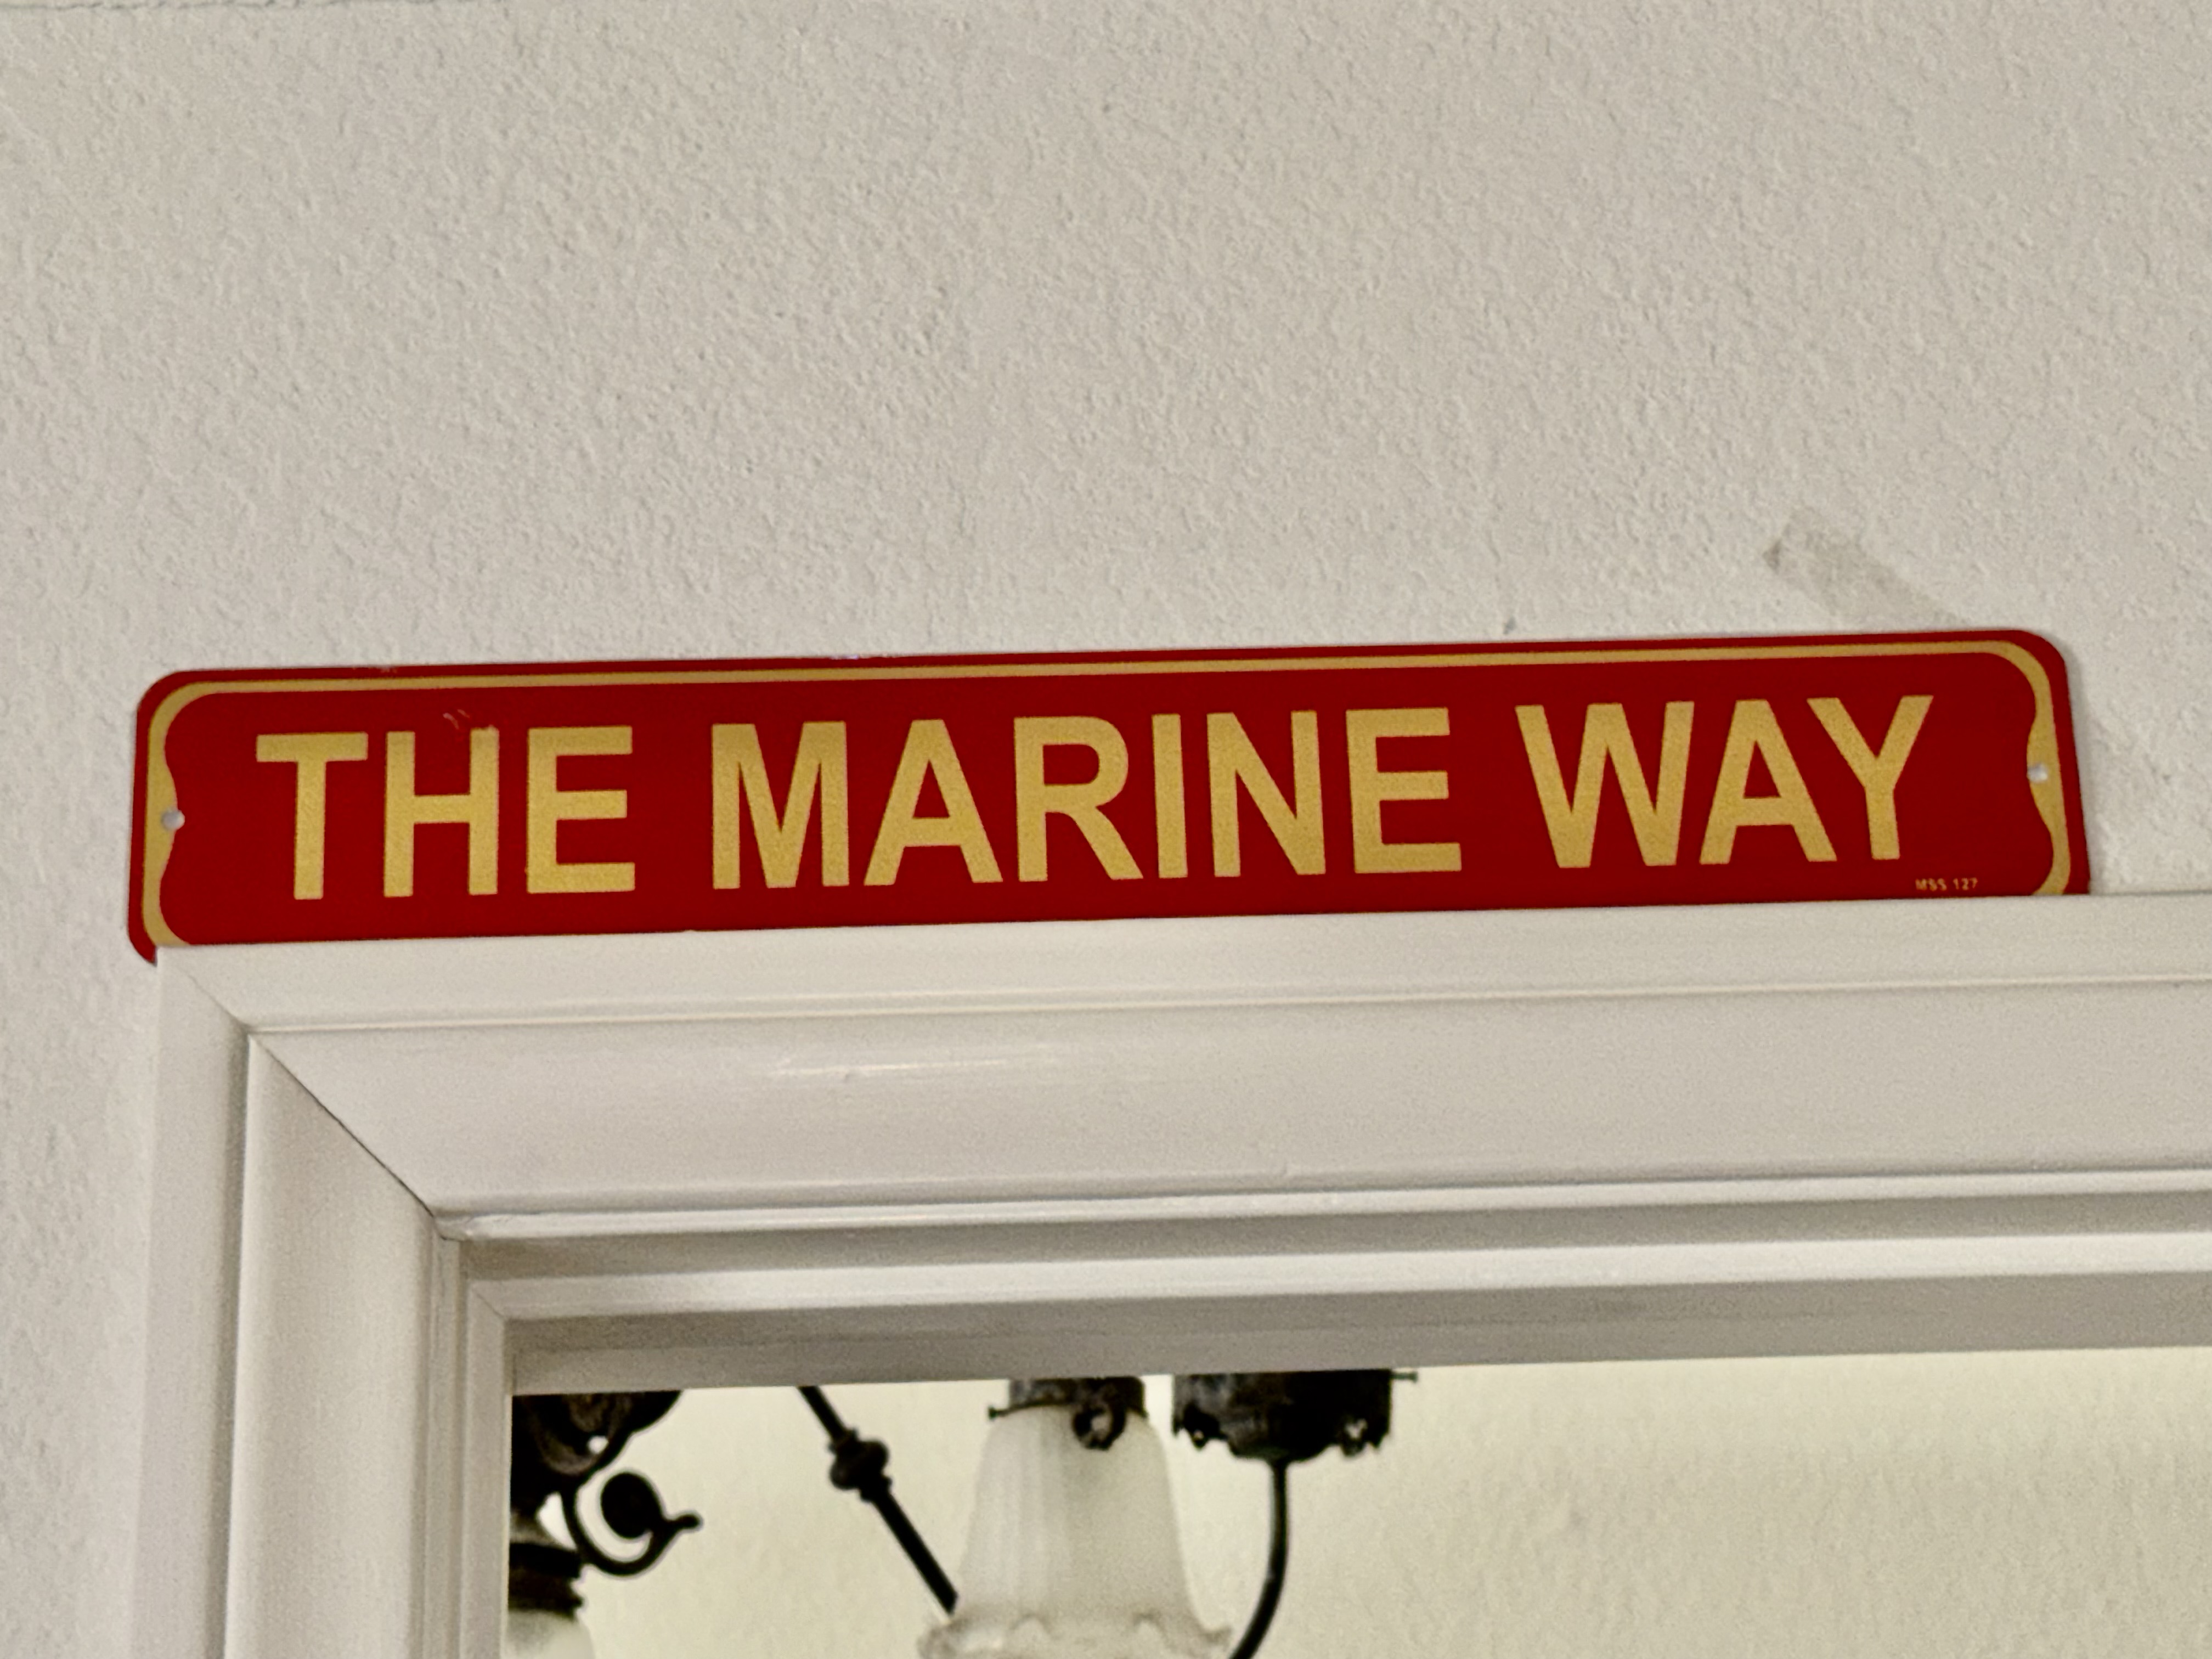 THE MARINE WAY
MSS 127